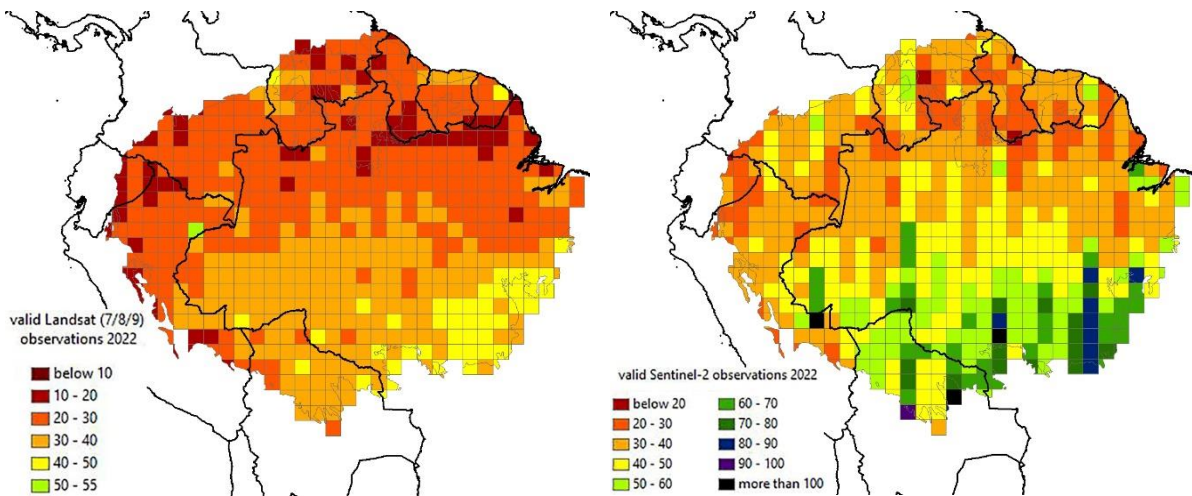 valid Landsat (7/8/9)
observations 2022
below 10
10 - 20
20 - 30
30 - 40
40 - 50
50 - 55
valid Sentinel-2 observations 2022
below 20
20 - 30
30 - 40
40 - 50
50 - 60
60 - 70
70 - 80
80 - 90
90 - 100
more than 100